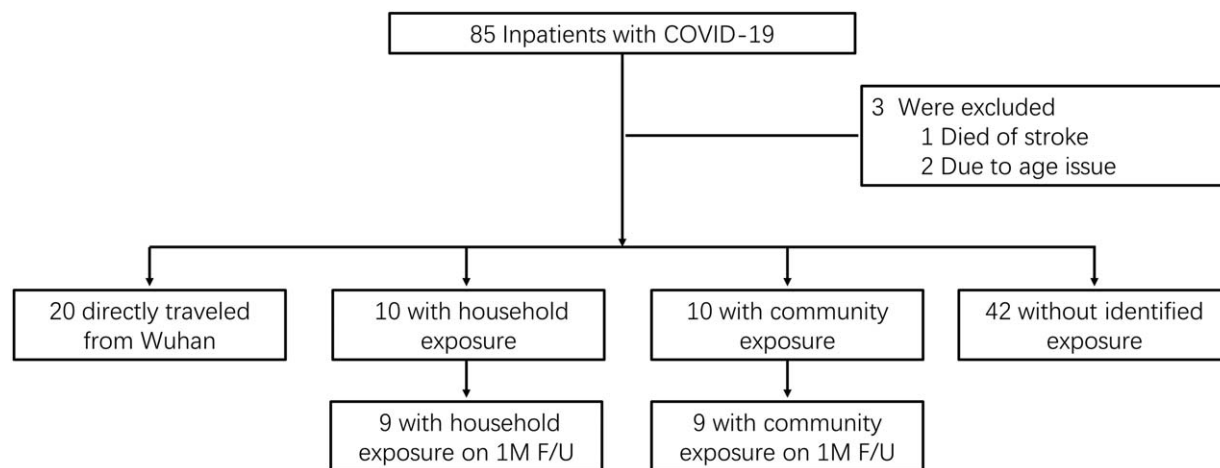 85 Inpatients with COVID-19
3 Were excluded
1 Died of stroke
2 Due to age issue
20 directly traveled
from Wuhan
10 with household
exposure
10 with community
exposure
42 without identified
exposure
9 with household
exposure on 1M F/U
9 with community
exposure on 1M F/U